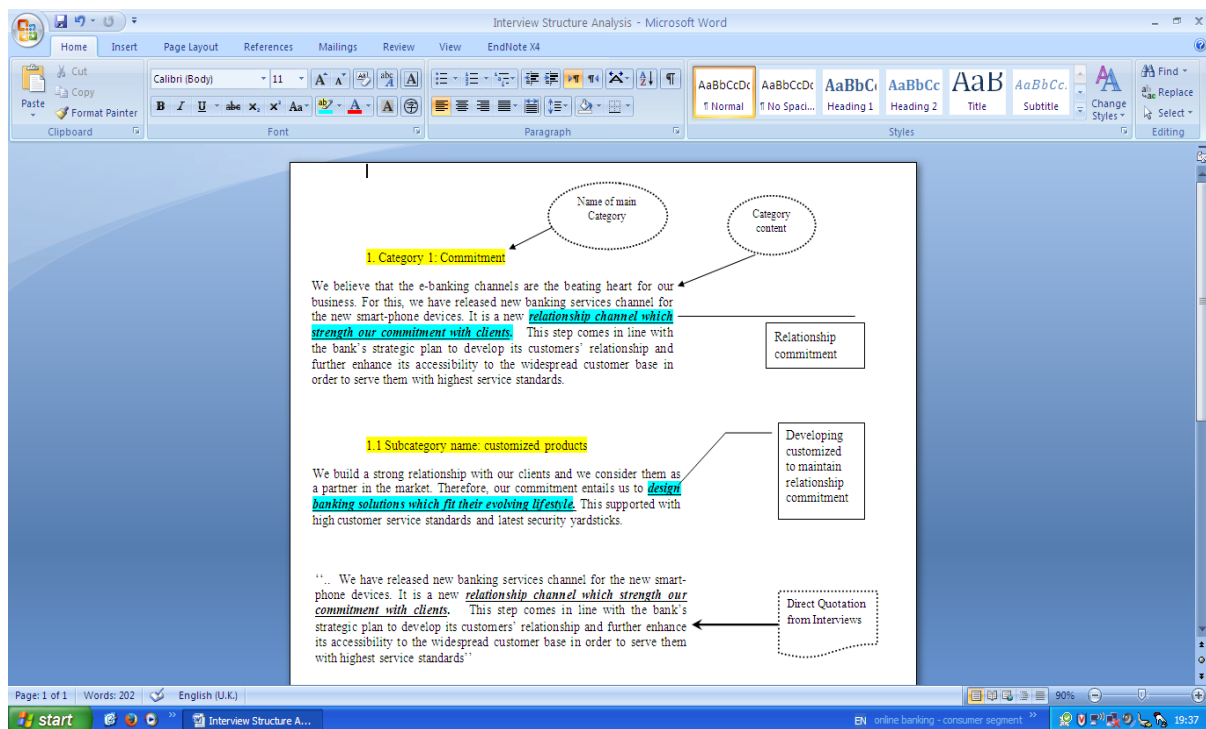 Interview Structure Analysis - Microsoft Word
Home Insert Page Layout References Mailings Review View EndNote X4
Paste
Cut
Copy
Format Painter
Clipboard
Calibri (Body) 11
B I U abc X₂ X² Aa
Font
Paragraph
AaBbCcDc AaBbCcDc AaBbC AaBbCc AaB AaBbCc.
¶ Normal ¶ No Spaci... Heading 1 Heading 2 Title Subtitle
Change
Styles
Styles
Find
Replace
Select
Editing
Name of main
Category
Category
content
1. Category 1: Commitment
We believe that the e-banking channels are the beating heart for our
business. For this, we have released new banking services channel for
the new smart-phone devices. It is a new relationship channel which
strength our commitment with clients. This step comes in line with
the bank's strategic plan to develop its customers' relationship and
further enhance its accessibility to the widespread customer base in
order to serve them with highest service standards.
Relationship
commitment
1.1 Subcategory name: customized products
We build a strong relationship with our clients and we consider them as
a partner in the market. Therefore, our commitment entails us to design
banking solutions which fit their evolving lifestyle. This supported with
high customer service standards and latest security yardsticks.
Developing
customized
to maintain
relationship
commitment
‘‘.. We have released new banking services channel for the new smart-
phone devices. It is a new relationship channel which strength our
commitment with clients. This step comes in line with the bank's
strategic plan to develop its customers' relationship and further enhance
its accessibility to the widespread customer base in order to serve them
with highest service standards’’
Direct Quotation
from Interviews
Page: 1 of 1 Words: 202 English (U.K.) 90%
start Interview Structure A... EN online banking - consumer segment 19:37